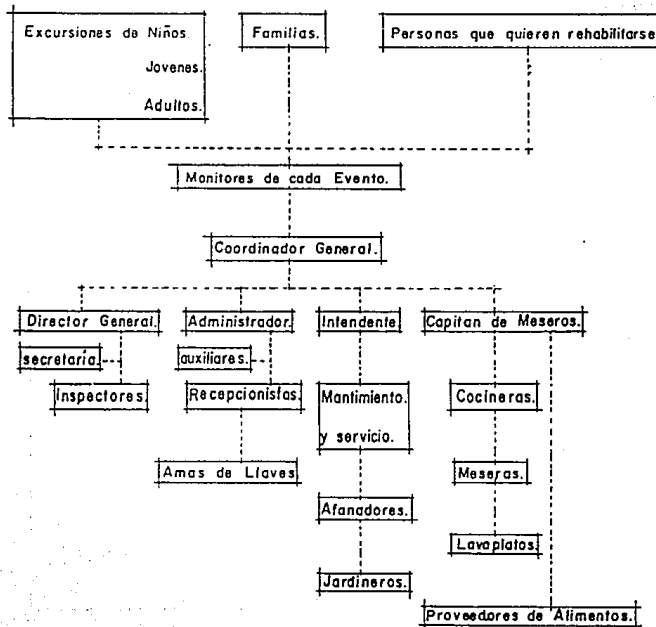 Excursiones de Niños.
Jovenes.
Adultos.
Familias.
Personas que quieren rehabilitarse
Monitores de cada Evento.
Coordinador General.
Director General.
secretaría.
Inspectores.
Administrador.
auxiliares.
Recepcionistas.
Amas de Llaves
Intendente
Mantimiento.
y servicio.
Afanadores.
Jardineros.
Capitan de Meseros.
Cocineras.
Meseras.
Lavaplatos.
Proveedores de Alimentos.